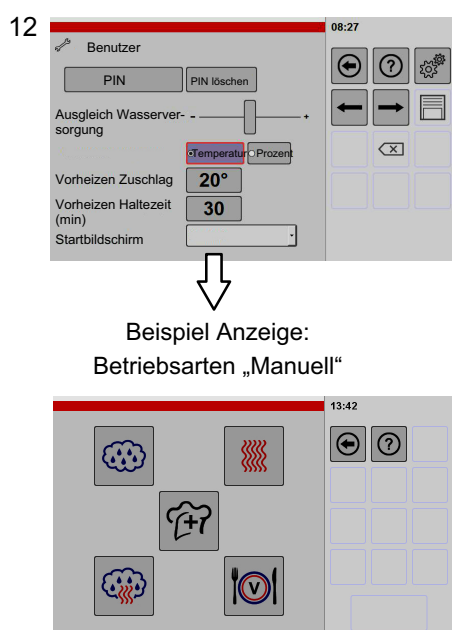 12
08:27
Benutzer
PIN PIN löschen
Ausgleich Wasserver- - +
sorgung
Temperatur Prozent
Vorheizen Zuschlag 20°
Vorheizen Haltezeit 30
(min)
Startbildschirm
Beispiel Anzeige:
Betriebsarten „Manuell“
13:42
+7
V